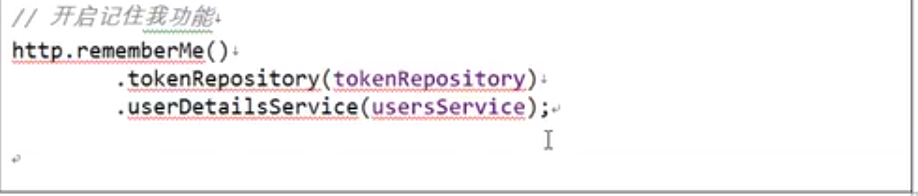 // 开启记住我功能
http.rememberMe()
.tokenRepository(tokenRepository)
.userDetailsService(usersService);